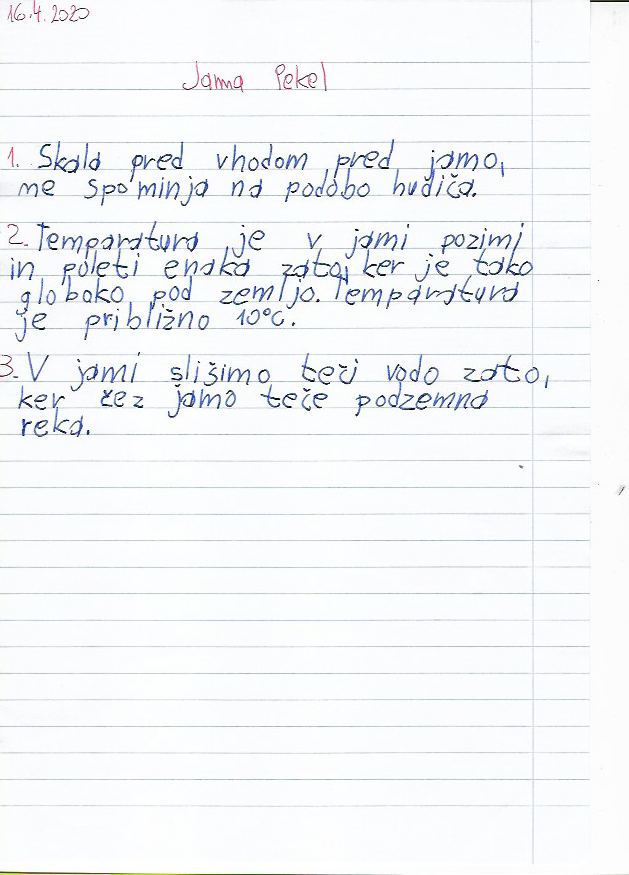 16.4.2020
Jama Pekel
1. Skala pred vhodom pred jamo,
me spominja na podobo hudiča.
2. Temparatura je v jami pozimi
in poleti enaka zato, ker je tako
globoko pod zemljo. Temparatura
je približno 10°C.
3. V jami slišimo teči vodo zato,
ker čez jamo teče podzemna
reka.